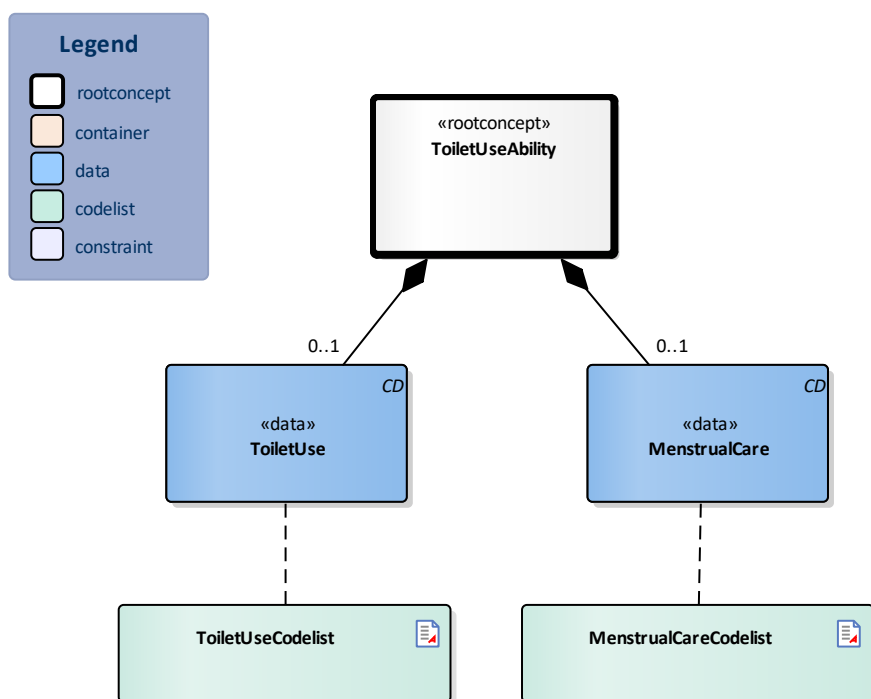 Legend
rootconcept
container
data
codelist
constraint
«rootconcept»
ToiletUseAbility
0..1
0..1
CD
«data»
ToiletUse
CD
«data»
MenstrualCare
ToiletUseCodelist
MenstrualCareCodelist